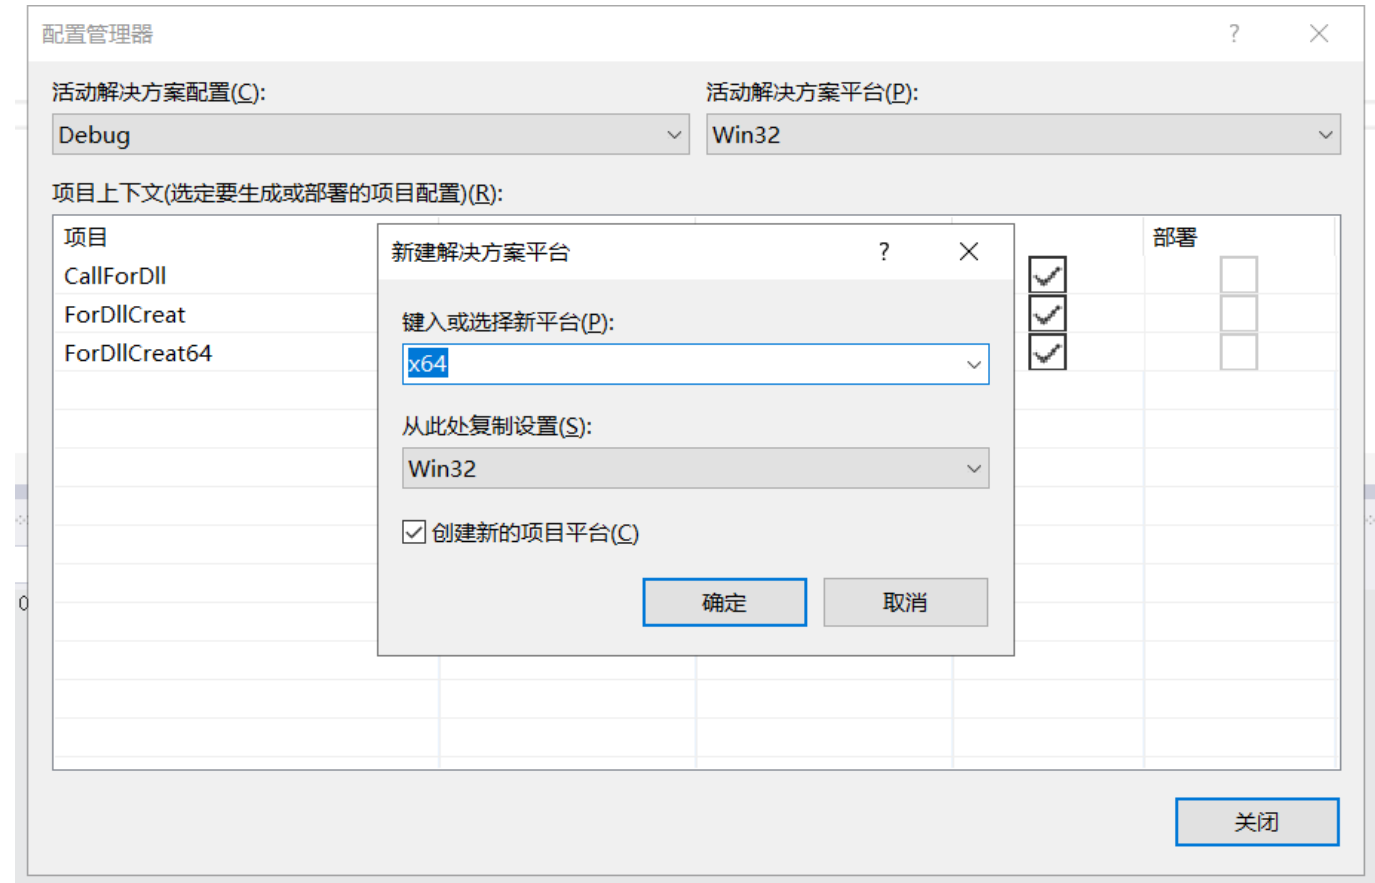 配置管理器
活动解决方案配置(C):
活动解决方案平台(P):
Debug
Win32
项目上下文(选定要生成或部署的项目配置)(R):
项目
部署
CallForDll
ForDllCreat
ForDllCreat64
新建解决方案平台
?
键入或选择新平台(P):
x64
从此处复制设置(S):
Win32
创建新的项目平台(C)
确定
取消
关闭
?
0